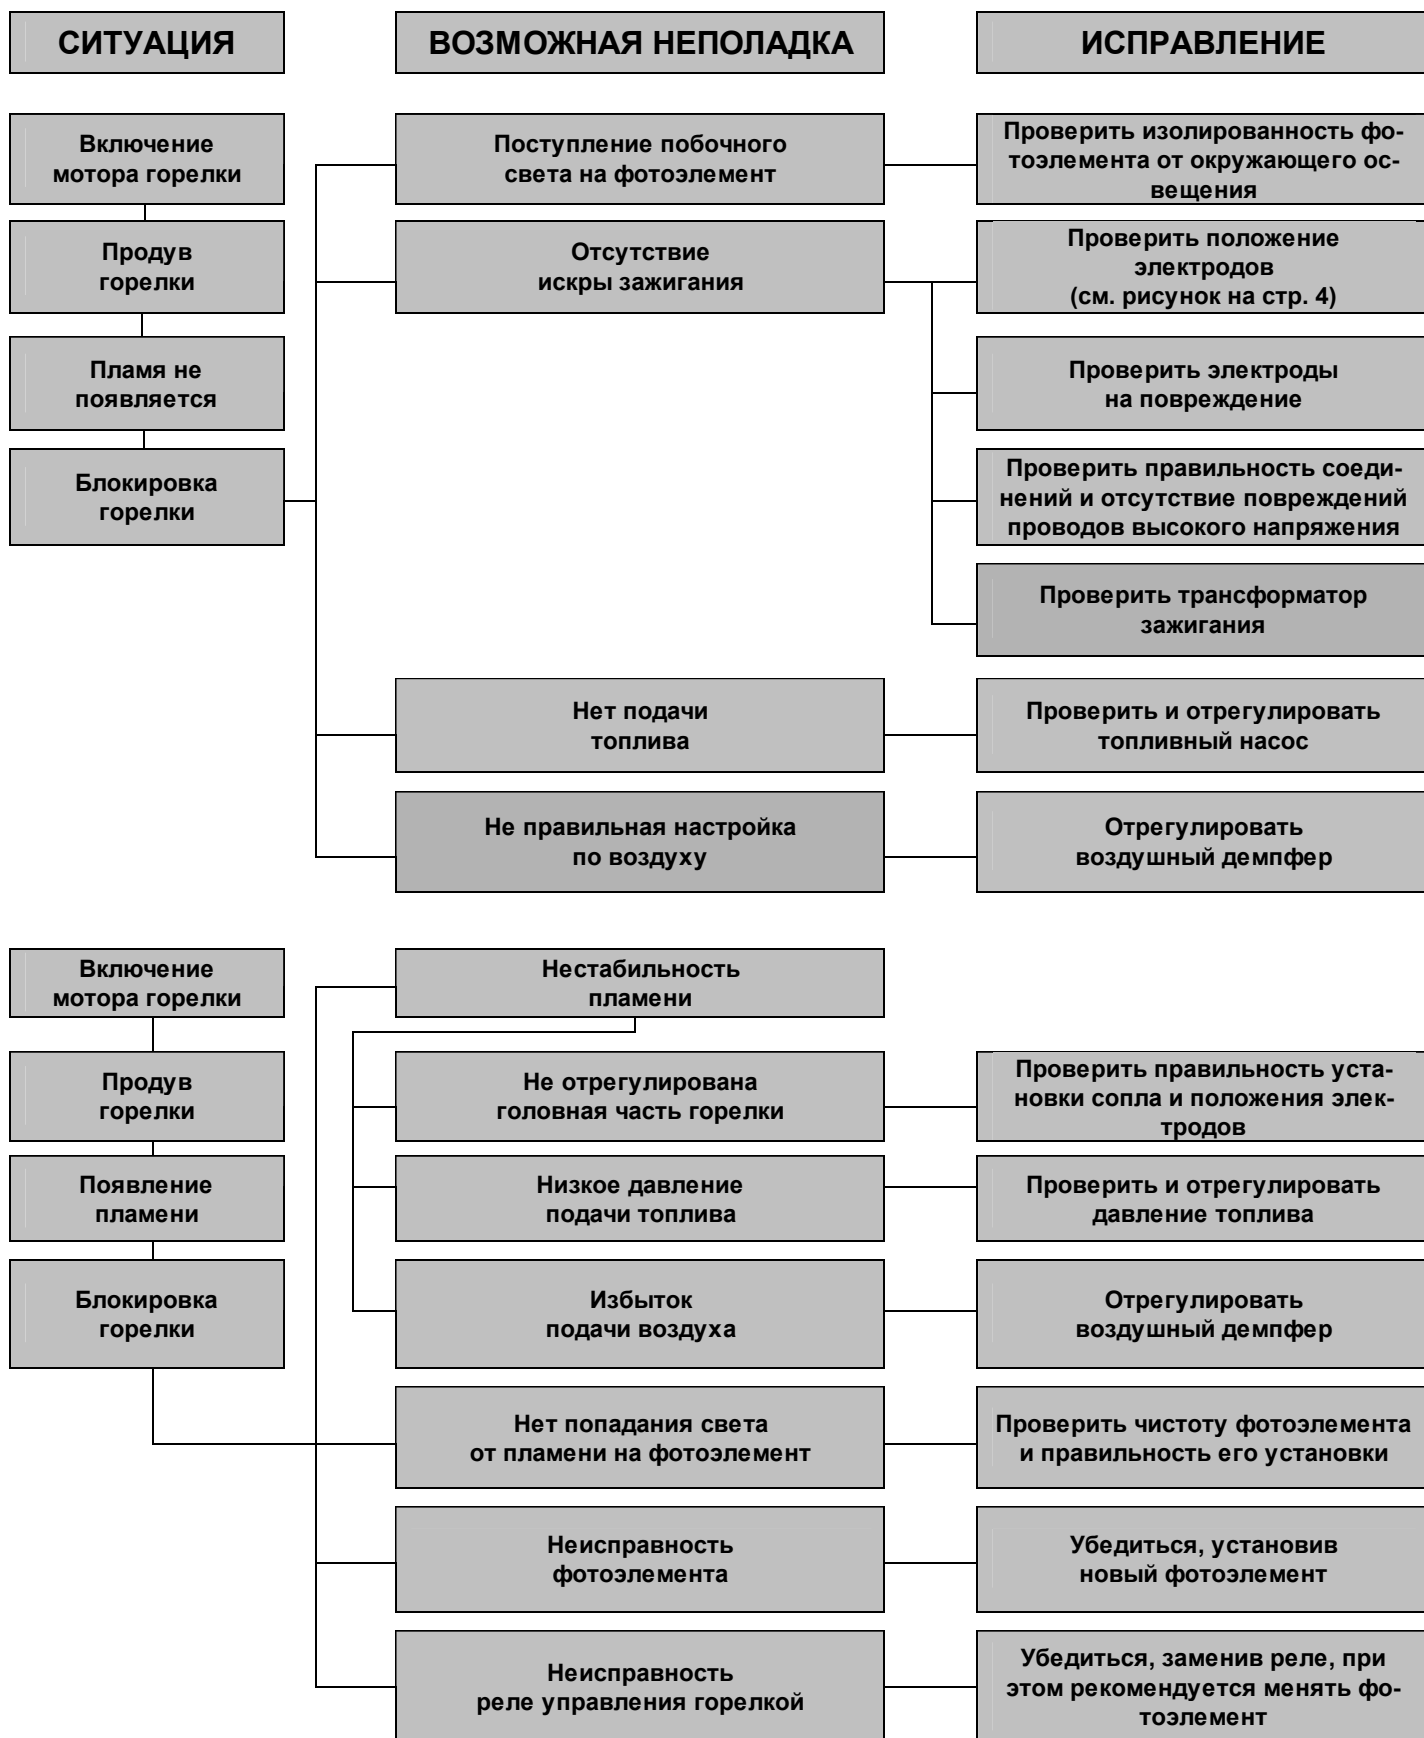 СИТУАЦИЯ
ВОЗМОЖНАЯ НЕПОЛАДКА
ИСПРАВЛЕНИЕ
Включение
мотора горелки
Продув
горелки
Пламя не
появляется
Блокировка
горелки
Поступление побочного
света на фотоэлемент
Проверить изолированность фо-
тоэлемента от окружающего ос-
вещения
Отсутствие
искры зажигания
Проверить положение
электродов
(см. рисунок на стр. 4)
Проверить электроды
на повреждение
Проверить правильность соеди-
нений и отсутствие повреждений
проводов высокого напряжения
Проверить трансформатор
зажигания
Нет подачи
топлива
Проверить и отрегулировать
топливный насос
Не правильная настройка
по воздуху
Отрегулировать
воздушный демпфер
Включение
мотора горелки
Продув
горелки
Появление
пламени
Блокировка
горелки
Нестабильность
пламени
Не отрегулирована
головная часть горелки
Проверить правильность уста-
новки сопла и положения элек-
тродов
Низкое давление
подачи топлива
Проверить и отрегулировать
давление топлива
Избыток
подачи воздуха
Отрегулировать
воздушный демпфер
Нет попадания света
от пламени на фотоэлемент
Проверить чистоту фотоэлемента
и правильность его установки
Неисправность
фотоэлемента
Убедиться, установив
новый фотоэлемент
Неисправность
реле управления горелкой
Убедиться, заменив реле, при
этом рекомендуется менять фо-
тоэлемент